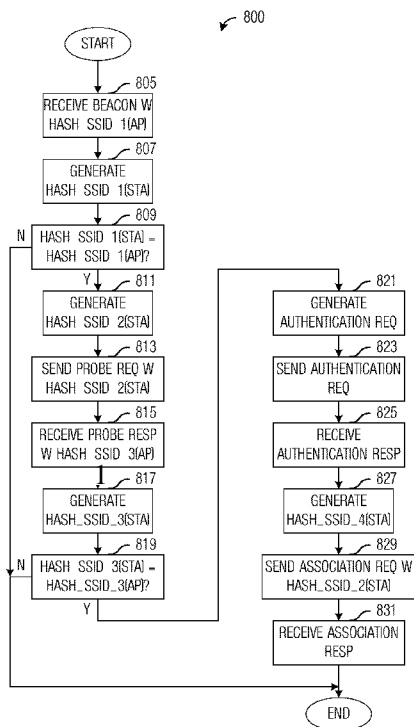 800
START
805
RECEIVE BEACON W
HASH SSID 1(AP)
807
GENERATE
HASH SSID 1(STA)
809
N
HASH SSID 1(STA) =
HASH SSID 1(AP)?
Y
811
GENERATE
HASH SSID 2(STA)
813
SEND PROBE REQ W
HASH SSID 2(STA)
815
RECEIVE PROBE RESP
W HASH SSID 3(AP)
817
GENERATE
HASH_SSID_3(STA)
819
N
HASH SSID 3(STA) =
HASH_SSID_3(AP)?
Y
821
GENERATE
AUTHENTICATION REQ
823
SEND AUTHENTICATION
REQ
825
RECEIVE
AUTHENTICATION RESP
827
GENERATE
HASH_SSID_4(STA)
829
SEND ASSOCIATION REQ W
HASH_SSID_2(STA)
831
RECEIVE ASSOCIATION
RESP
END